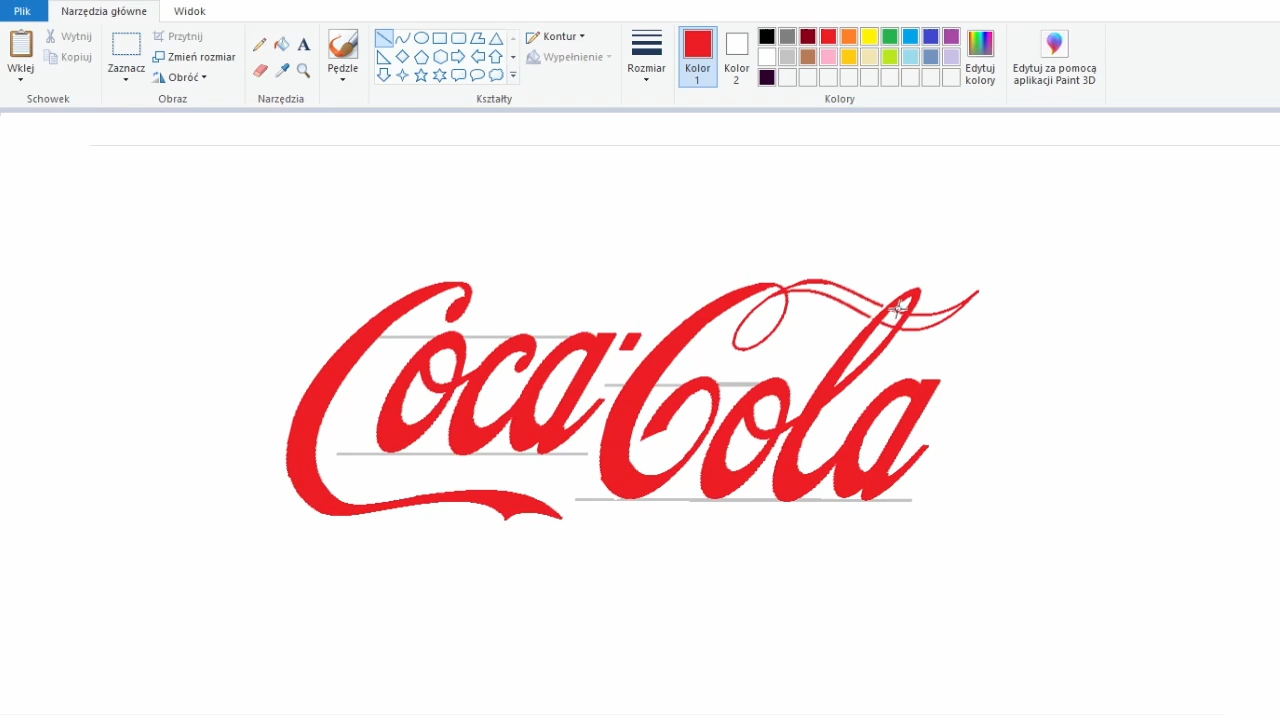 Plik Narzędzia główne Widok
Wklej
Wytnij
Kopiuj
Schowek
Zaznacz
Przytnij
Zmień rozmiar
Obróć
Obraz
A
Narzędzia
Pędzle
Kontur
Wypełnienie
Kształty
Rozmiar
Kolor 1
Kolor 2
Edytuj kolory
Kolory
Edytuj za pomocą aplikacji Paint 3D
Coca-Cola